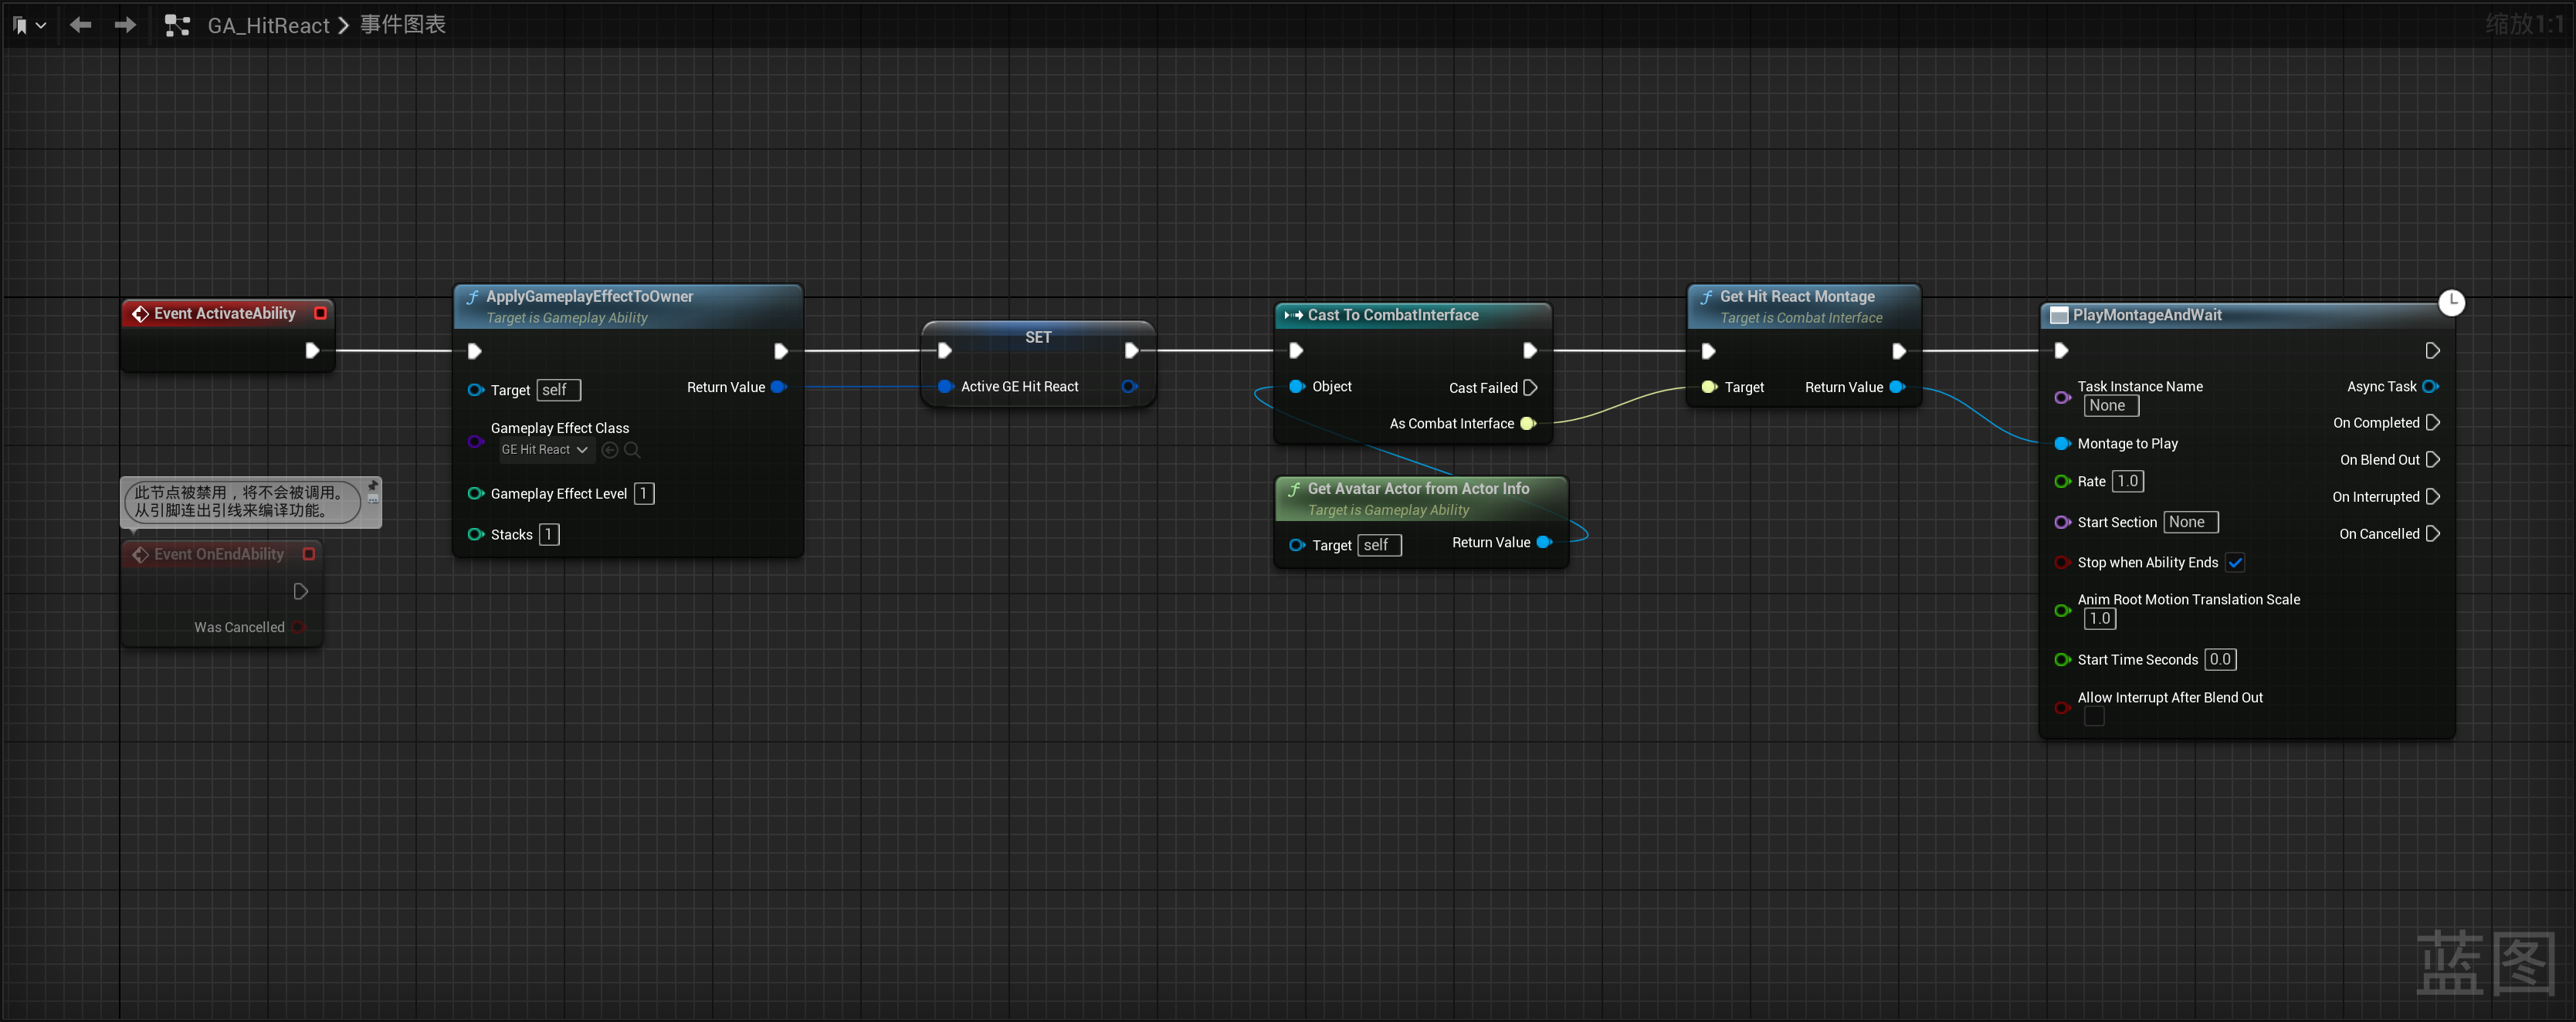 GA_HitReact
事件图表
缩放1:1
Event ActivateAbility
ApplyGameplayEffectToOwner
Target is Gameplay Ability
Target
self
Return Value
Gameplay Effect Class
GE Hit React
Gameplay Effect Level
1
Stacks
1
SET
Active GE Hit React
Cast To CombatInterface
Object
Cast Failed
As Combat Interface
Get Hit React Montage
Target is Combat Interface
Target
Return Value
PlayMontageAndWait
Task Instance Name
None
Async Task
On Completed
Montage to Play
On Blend Out
Rate
1.0
On Interrupted
Start Section
None
On Cancelled
Stop when Ability Ends
Anim Root Motion Translation Scale
1.0
Start Time Seconds
0.0
Allow Interrupt After Blend Out
此节点被禁用，将不会被调用。
从引脚连出引线来编译功能。
Event OnEndAbility
Was Cancelled
Get Avatar Actor from Actor Info
Target is Gameplay Ability
Target
self
Return Value
蓝图